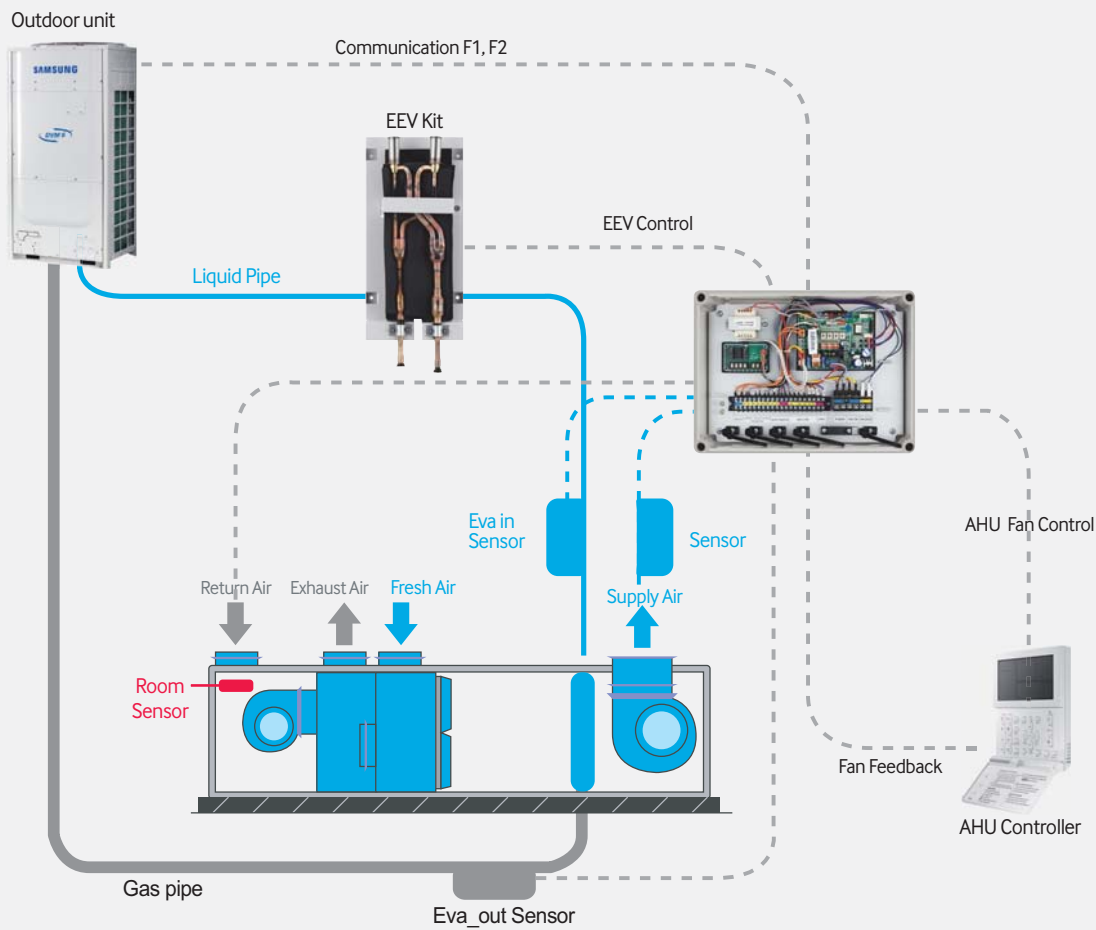 Outdoor unit
Communication F1, F2
SAMSUNG
DVM S
EEV Kit
EEV Control
Liquid Pipe
Eva in
Sensor
Sensor
AHU Fan Control
Return Air
Exhaust Air
Fresh Air
Supply Air
Room
Sensor
Fan Feedback
AHU Controller
Gas pipe
Eva_out Sensor